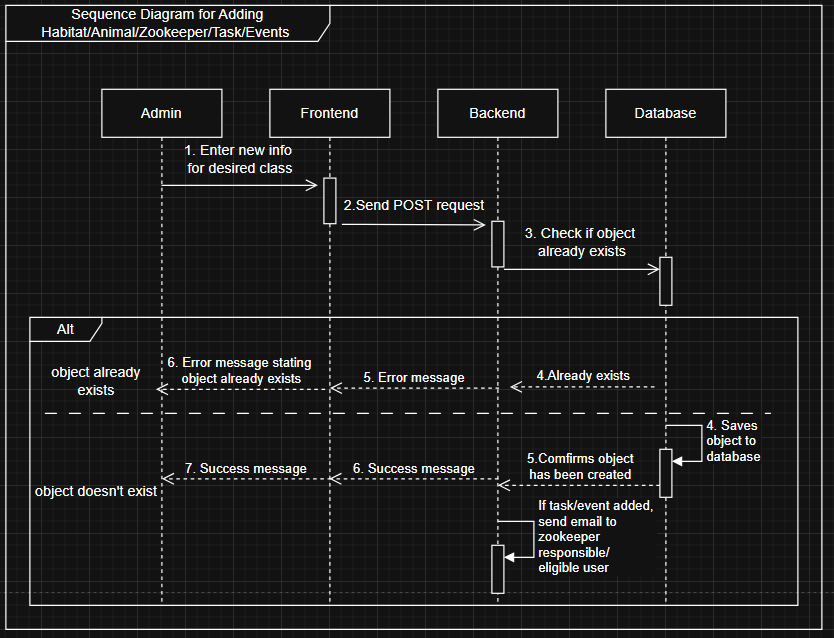 Sequence Diagram for Adding
Habitat/Animal/Zookeeper/Task/Events
Admin
Frontend
Backend
Database
1. Enter new info
for desired class
2.Send POST request
3. Check if object
already exists
Alt
object already
exists
6. Error message stating
object already exists
5. Error message
4.Already exists
4. Saves
object to
database
5.Comfirms object
has been created
6. Success message
7. Success message
object doesn't exist
If task/event added,
send email to
zookeeper
responsible/
eligible user